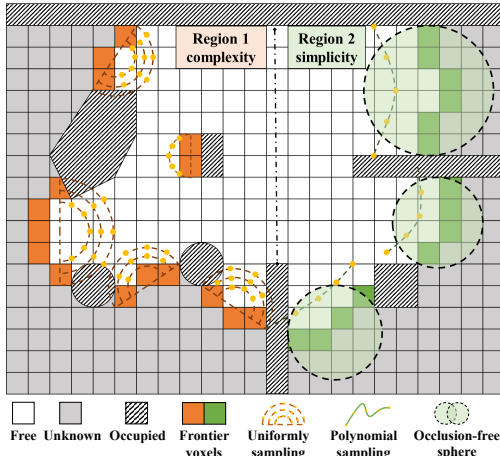 Region 1
complexity
Region 2
simplicity
Free
Unknown
Occupied
Frontier
voxels
Uniformly
sampling
Polynomial
sampling
Occlusion-free
sphere